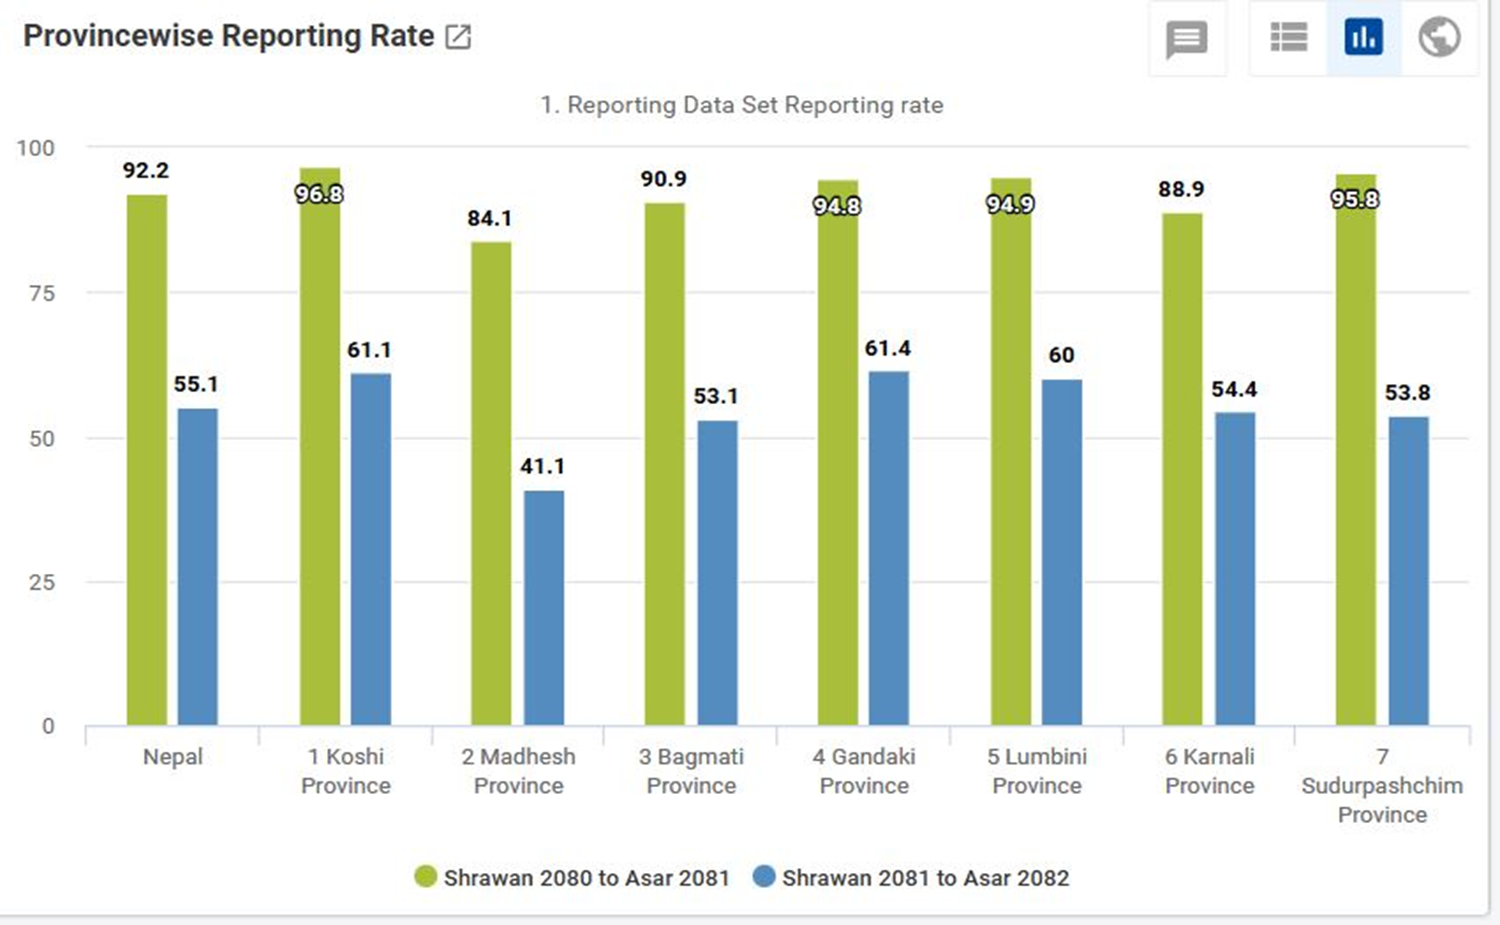 Provincewise Reporting Rate
1. Reporting Data Set Reporting rate
100
75
50
25
0
92.2
55.1
96.8
61.1
84.1
41.1
90.9
53.1
94.8
61.4
94.9
60
88.9
54.4
95.8
53.8
Nepal
1 Koshi
Province
2 Madhesh
Province
3 Bagmati
Province
4 Gandaki
Province
5 Lumbini
Province
6 Karnali
Province
7
Sudurpashchim
Province
Shrawan 2080 to Asar 2081
Shrawan 2081 to Asar 2082